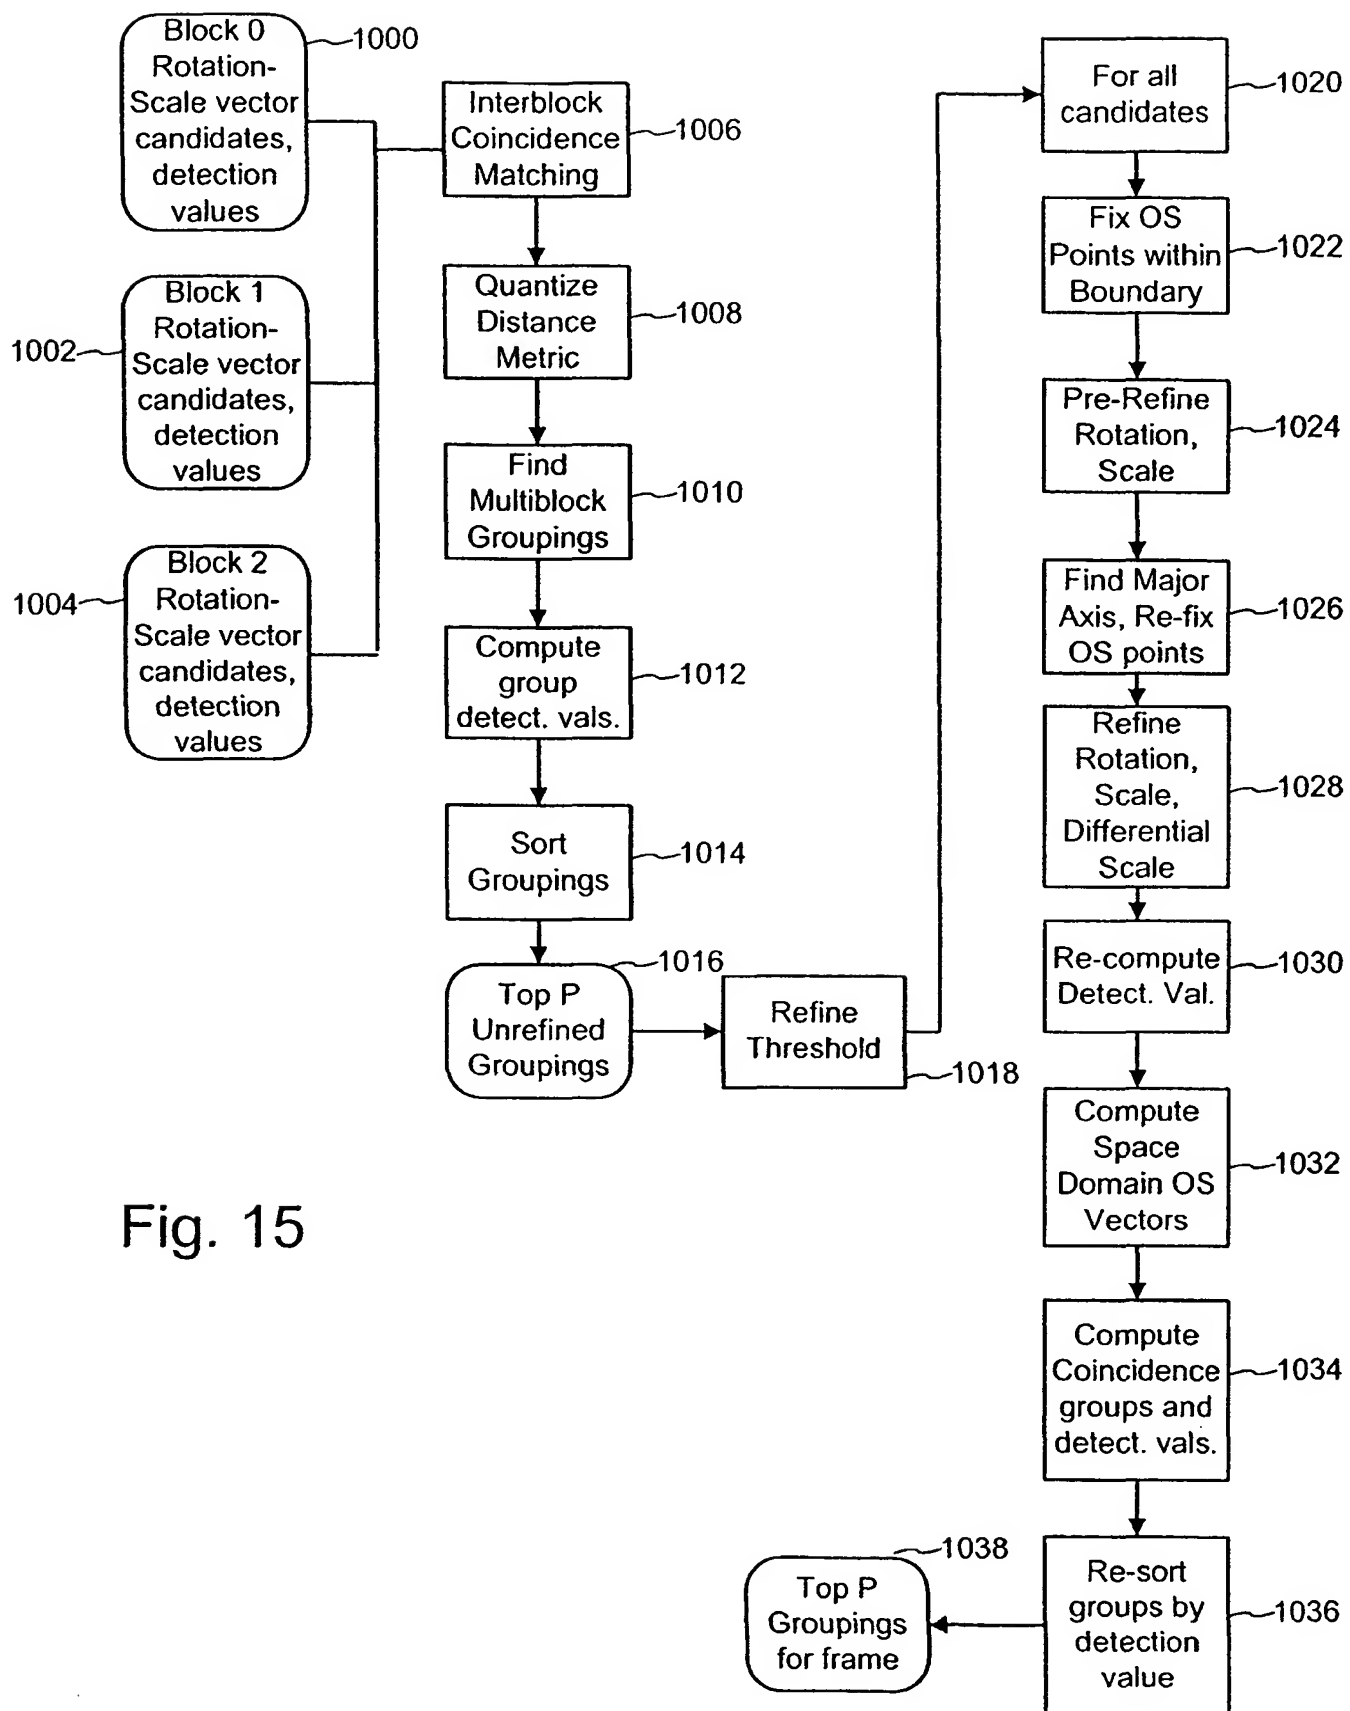 Block 0
Rotation-
Scale vector
candidates,
detection
values
1000
Block 1
Rotation-
Scale vector
candidates,
detection
values
1002
Block 2
Rotation-
Scale vector
candidates,
detection
values
1004
Interblock
Coincidence
Matching
1006
Quantize
Distance
Metric
1008
Find
Multiblock
Groupings
1010
Compute
group
detect. vals.
1012
Sort
Groupings
1014
Top P
Unrefined
Groupings
1016
Refine
Threshold
1018
For all
candidates
1020
Fix OS
Points within
Boundary
1022
Pre-Refine
Rotation,
Scale
1024
Find Major
Axis, Re-fix
OS points
1026
Refine
Rotation,
Scale,
Differential
Scale
1028
Re-compute
Detect. Val.
1030
Compute
Space
Domain OS
Vectors
1032
Compute
Coincidence
groups and
detect. vals.
1034
Re-sort
groups by
detection
value
1036
Top P
Groupings
for frame
1038
Fig. 15